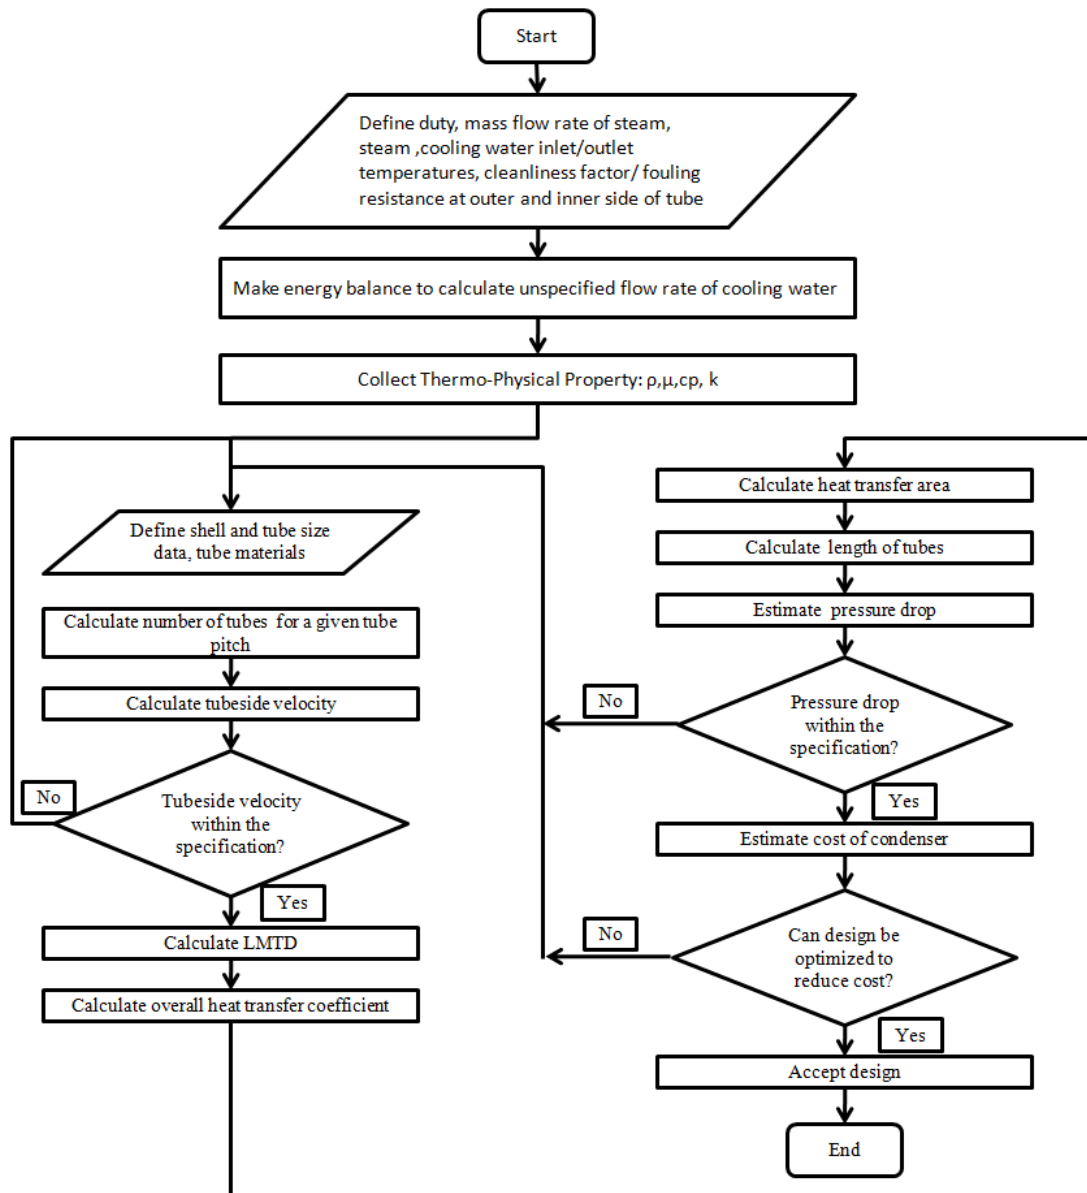 Start
Define duty, mass flow rate of steam,
steam ,cooling water inlet/outlet
temperatures, cleanliness factor/ fouling
resistance at outer and inner side of tube
Make energy balance to calculate unspecified flow rate of cooling water
Collect Thermo-Physical Property: ρ,μ,cp, k
Define shell and tube size
data, tube materials
Calculate number of tubes for a given tube
pitch
Calculate tubeside velocity
No
Tubeside velocity
within the
specification?
Yes
Calculate LMTD
Calculate overall heat transfer coefficient
Calculate heat transfer area
Calculate length of tubes
Estimate pressure drop
No
Pressure drop
within the
specification?
Yes
Estimate cost of condenser
No
Can design be
optimized to
reduce cost?
Yes
Accept design
End